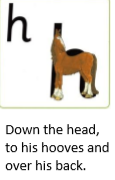 h
h
Down the head,
to his hooves and
over his back.